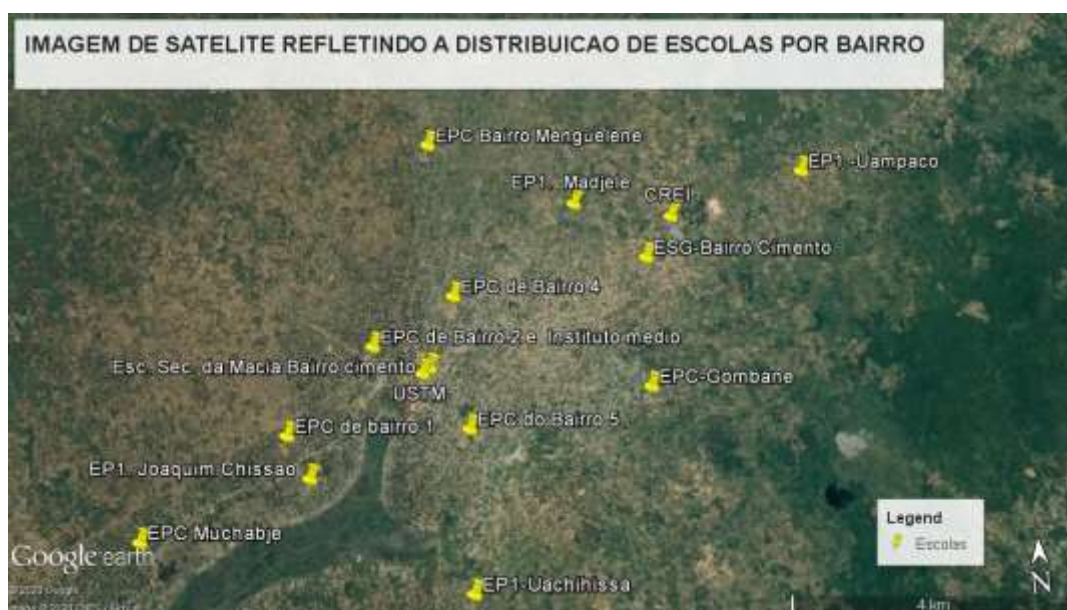 IMAGEM DE SATELITE REFLETINDO A DISTRIBUICAO DE ESCOLAS POR BAIRRO
EPC Bairro Menguelene
EP1.-Uampaco
EP1. Madjele
CREI
ESG-Bairro Cimento
EPC de Bairro 4
EPC de Bairro 2 e Instituto medio
Esc. Sec. da Macia Bairro cimento
EPC-Gombane
USTM
EPC do Bairro 5
EPC de bairro 1
EP1. Joaquim Chissao
Legend
Escolas
EPC Muchabje
Google earth
EP1-Uachihissa
N
4 km